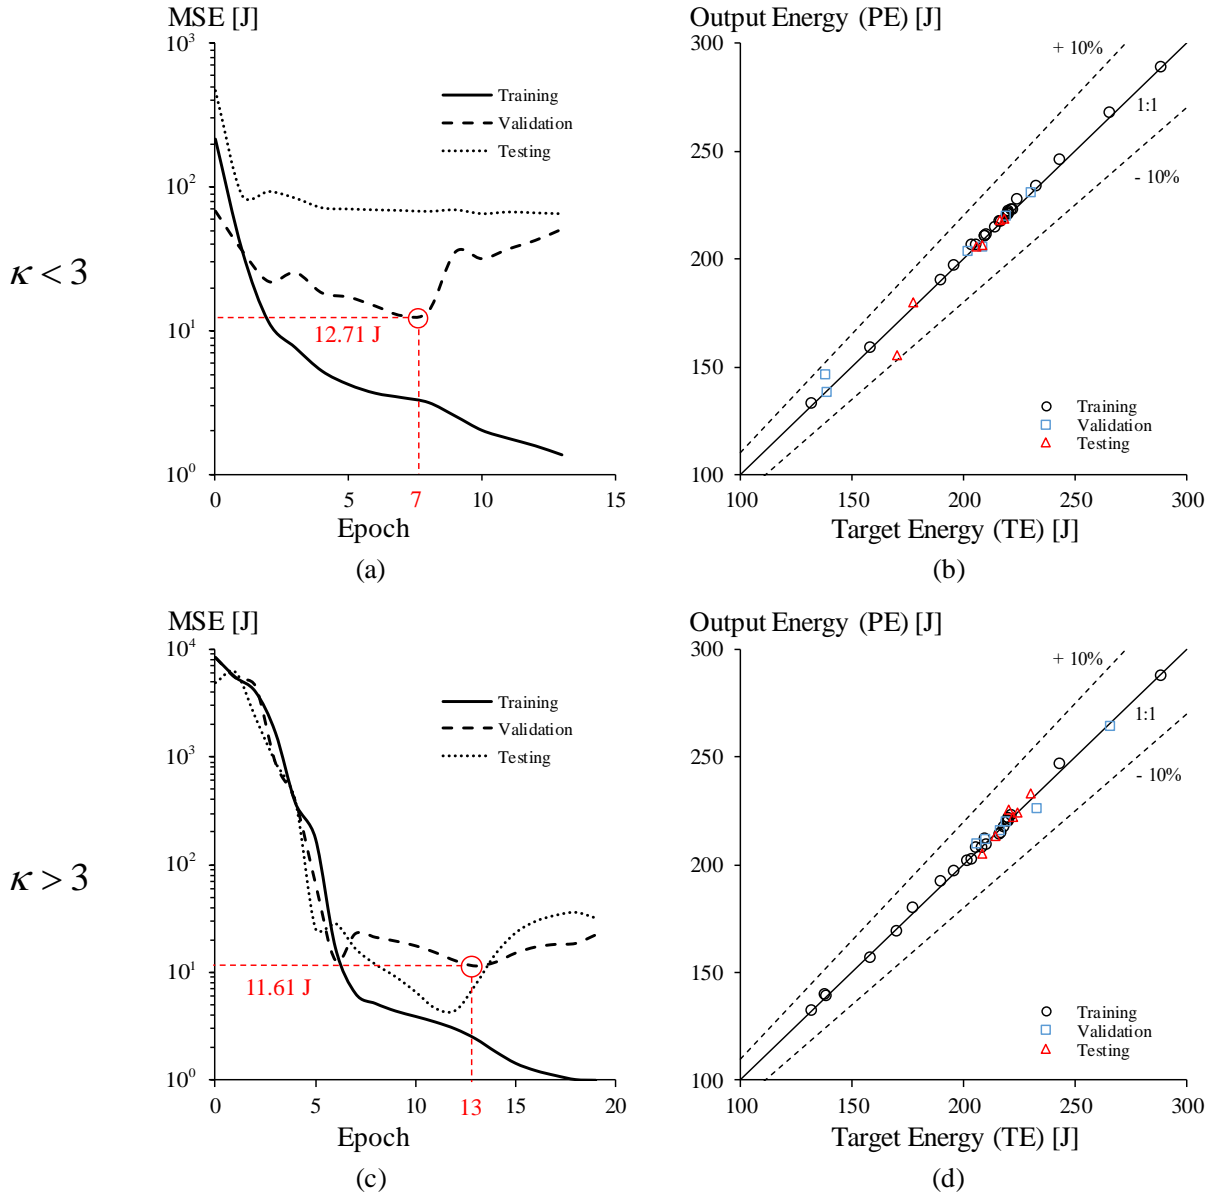 MSE [J]
10³
10²
10¹
10⁰
Training
Validation
Testing
12.71 J
0
5
7
10
15
Epoch
(a)
κ < 3
Output Energy (PE) [J]
300
250
200
150
100
+ 10%
1:1
- 10%
Training
Validation
Testing
100
150
200
250
300
Target Energy (TE) [J]
(b)
MSE [J]
10⁴
10³
10²
10¹
10⁰
Training
Validation
Testing
11.61 J
0
5
10
13
15
20
Epoch
(c)
κ > 3
Output Energy (PE) [J]
300
250
200
150
100
+ 10%
1:1
- 10%
Training
Validation
Testing
100
150
200
250
300
Target Energy (TE) [J]
(d)